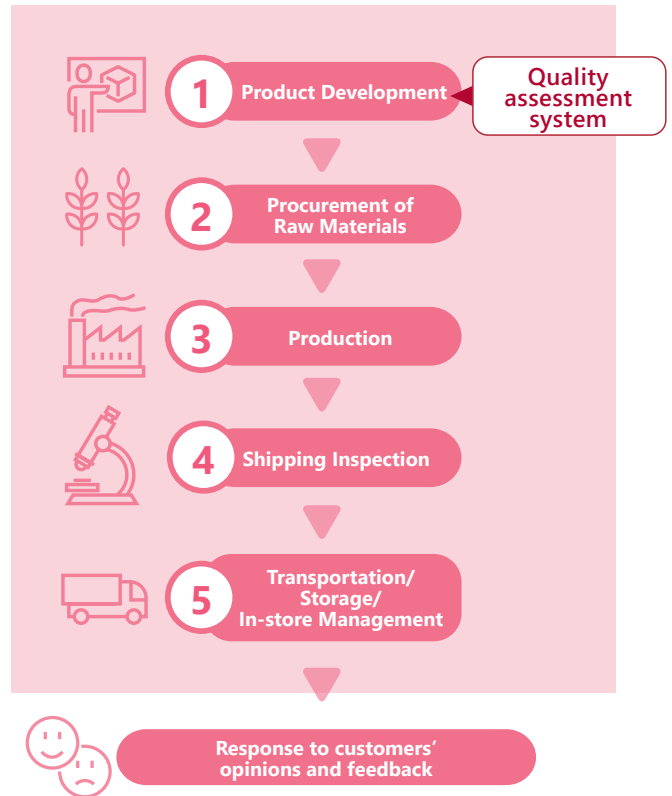 1
Product Development
Quality
assessment
system
2
Procurement of
Raw Materials
3
Production
4
Shipping Inspection
5
Transportation/
Storage/
In-store Management
Response to customers’
opinions and feedback